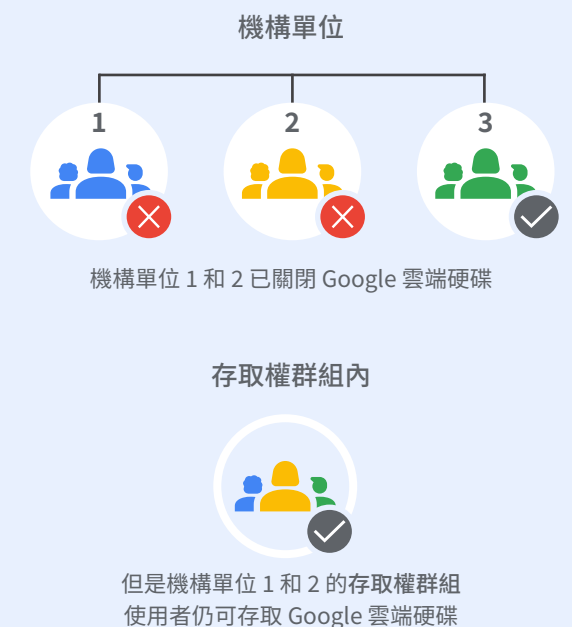 機構單位
1
2
3
機構單位 1 和 2 已關閉 Google 雲端硬碟
存取權群組內
但是機構單位 1 和 2 的存取權群組
使用者仍可存取 Google 雲端硬碟